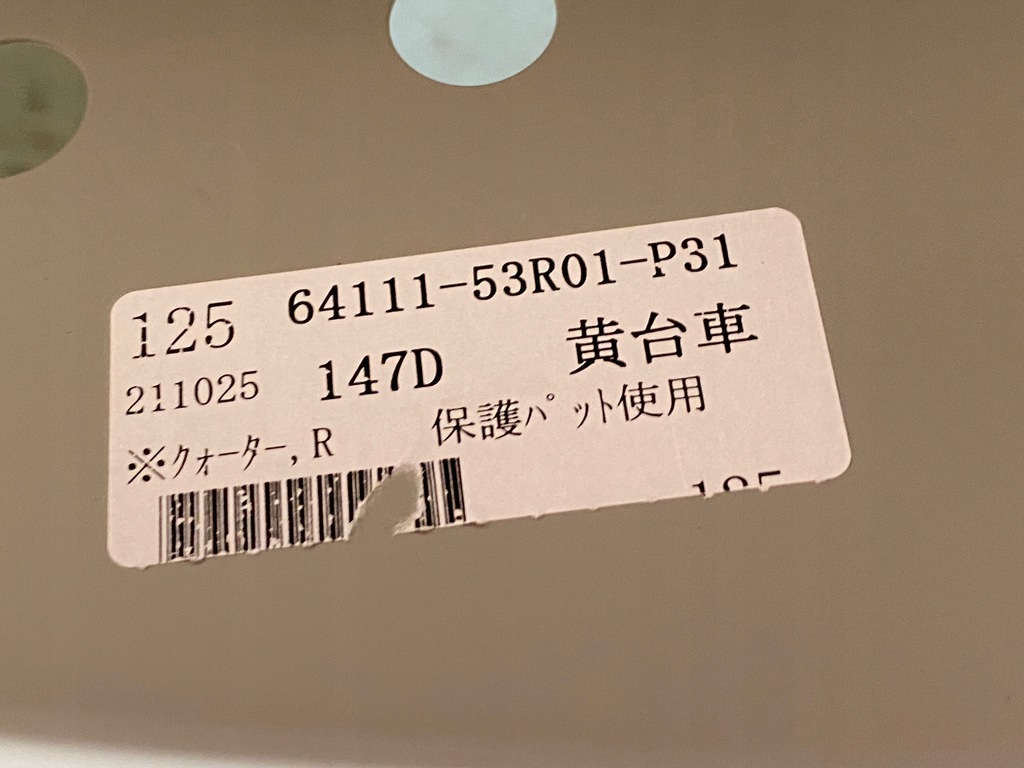 125 64111-53R01-P31
211025 147D 黄台車
※クォーター,R 保護パット使用